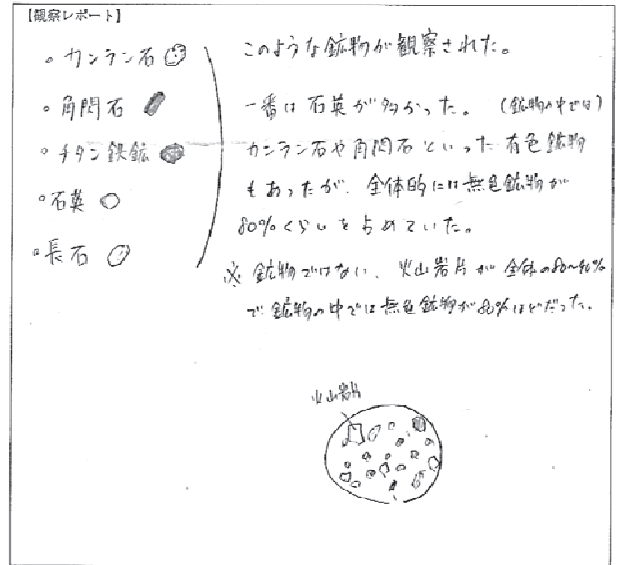 【観察レポート】
。カンラン石
。角閃石
。チタン鉄鉱
。石英
。長石
このような鉱物が観察された。
一番は石英が多かった。（鉱物の中では）
カンラン石や角閃石といった有色鉱物
もあったが、全体的には無色鉱物が
80%くらいを占めていた。
※ 鉱物ではない、火山岩片が全体の
で鉱物の中では無色鉱物が80%ほどだった。
火山岩片